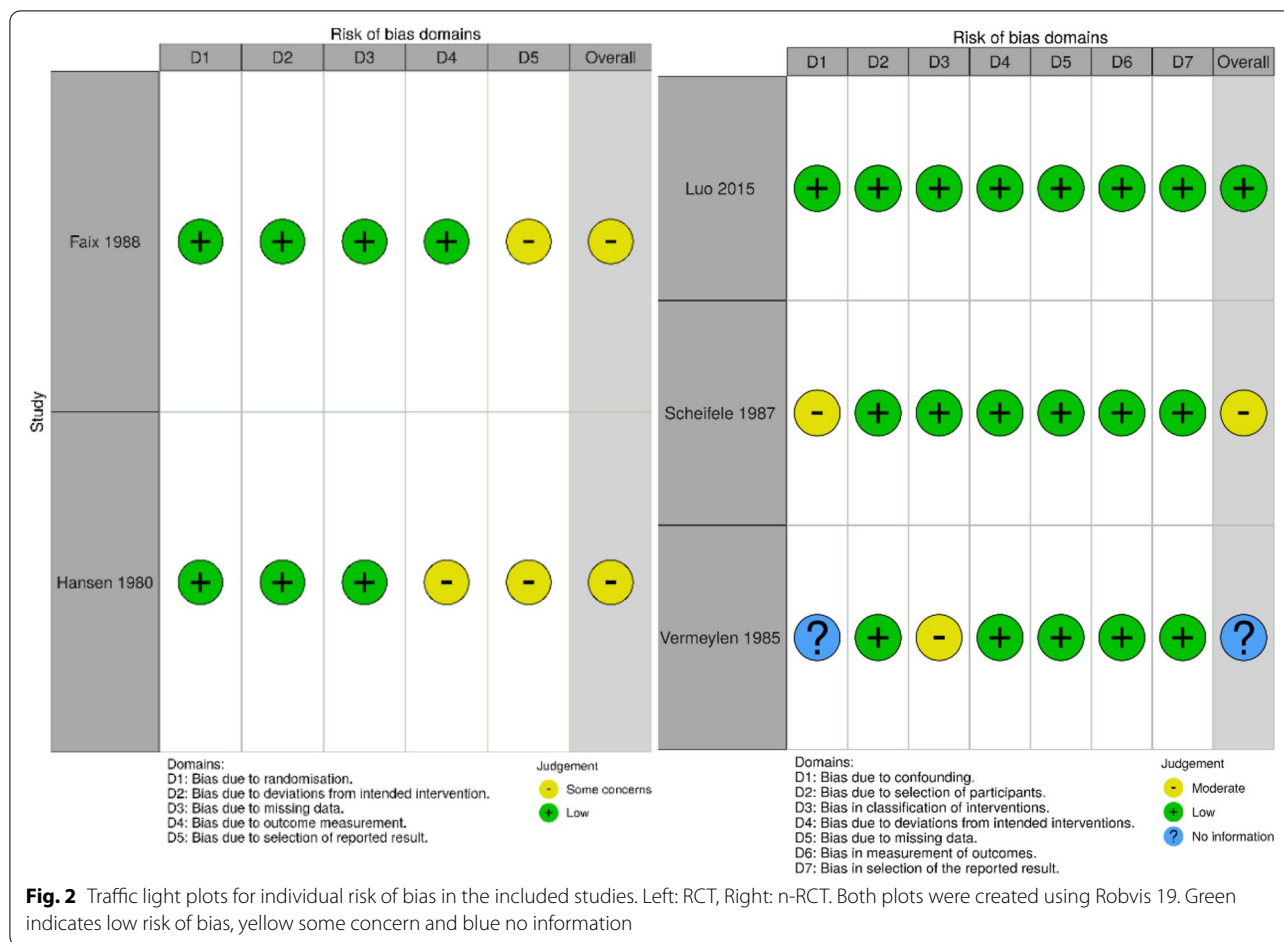 Risk of bias domains
D1 D2 D3 D4 D5 Overall
Study
Faix 1988 + + + + - -
Hansen 1980 + + + - - -
Domains:
D1: Bias due to randomisation.
D2: Bias due to deviations from intended intervention.
D3: Bias due to missing data.
D4: Bias due to outcome measurement.
D5: Bias due to selection of reported result.
Judgement
- Some concerns
+ Low
Risk of bias domains
D1 D2 D3 D4 D5 D6 D7 Overall
Luo 2015 + + + + + + + +
Scheifele 1987 - + + + + + + -
Vermeylen 1985 ? + - + + + + ?
Domains:
D1: Bias due to confounding.
D2: Bias due to selection of participants.
D3: Bias in classification of interventions.
D4: Bias due to deviations from intended interventions.
D5: Bias due to missing data.
D6: Bias in measurement of outcomes.
D7: Bias in selection of the reported result.
Judgement
- Moderate
+ Low
? No information
Fig. 2 Traffic light plots for individual risk of bias in the included studies. Left: RCT, Right: n-RCT. Both plots were created using Robvis 19. Green
indicates low risk of bias, yellow some concern and blue no information